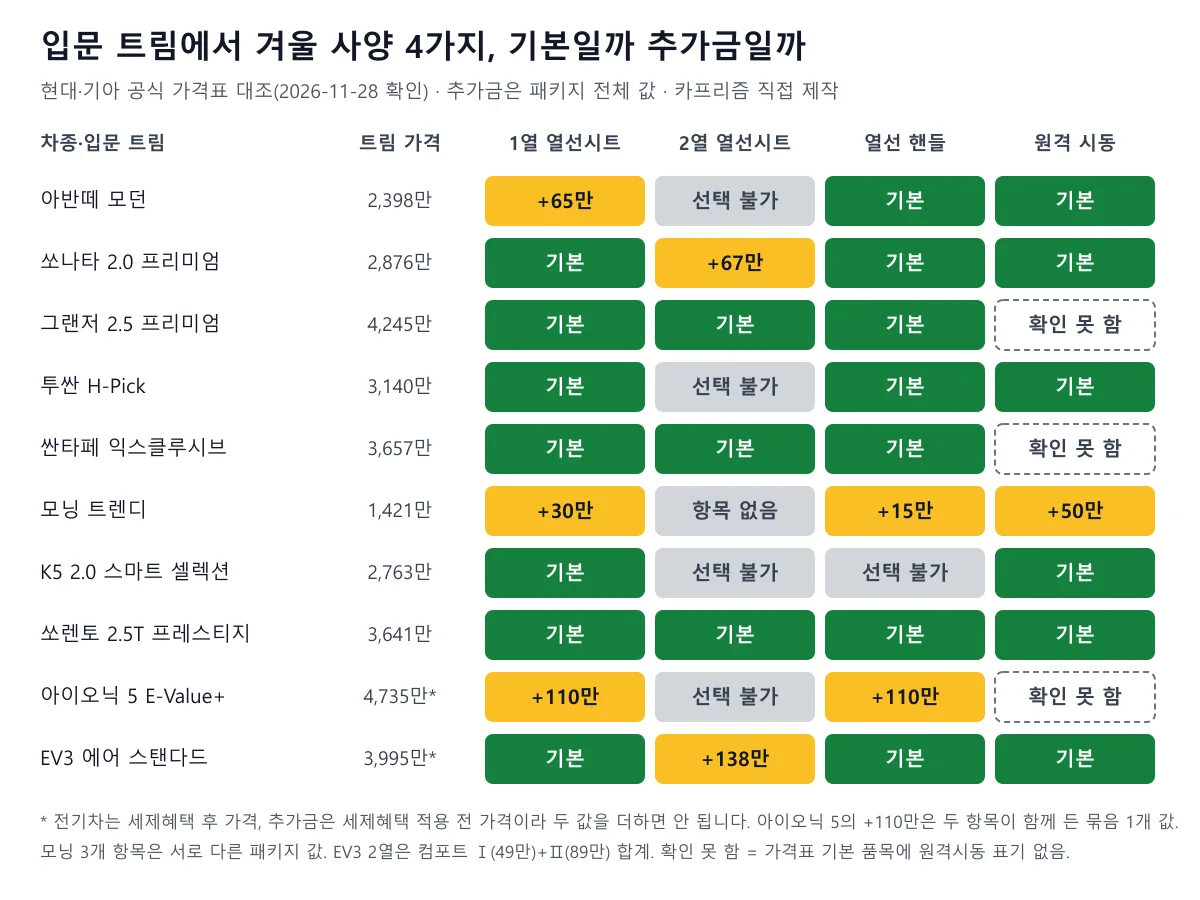 입문 트림에서 겨울 사양 4가지, 기본일까 추가금일까
현대·기아 공식 가격표 대조(2026-11-28 확인) · 추가금은 패키지 전체 값 · 카프리즘 직접 제작
차종·입문 트림 트림 가격 1열 열선시트 2열 열선시트 열선 핸들 원격 시동
아반떼 모던 2,398만 +65만 선택 불가 기본 기본
쏘나타 2.0 프리미엄 2,876만 기본 +67만 기본 기본
그랜저 2.5 프리미엄 4,245만 기본 기본 기본 확인 못 함
투싼 H-Pick 3,140만 기본 선택 불가 기본 기본
싼타페 익스클루시브 3,657만 기본 기본 기본 확인 못 함
모닝 트렌디 1,421만 +30만 항목 없음 +15만 +50만
K5 2.0 스마트 셀렉션 2,763만 기본 선택 불가 선택 불가 기본
쏘렌토 2.5T 프레스티지 3,641만 기본 기본 기본 기본
아이오닉 5 E-Value+ 4,735만* +110만 선택 불가 +110만 확인 못 함
EV3 에어 스탠다드 3,995만* 기본 +138만 기본 기본
* 전기차는 세제혜택 후 가격, 추가금은 세제혜택 적용 전 가격이라 두 값을 더하면 안 됩니다. 아이오닉 5의 +110만은 두 항목이 함께 든 묶음 1개 값.
모닝 3개 항목은 서로 다른 패키지 값. EV3 2열은 컴포트 Ⅰ(49만)+Ⅱ(89만) 합계. 확인 못 함 = 가격표 기본 품목에 원격시동 표기 없음.